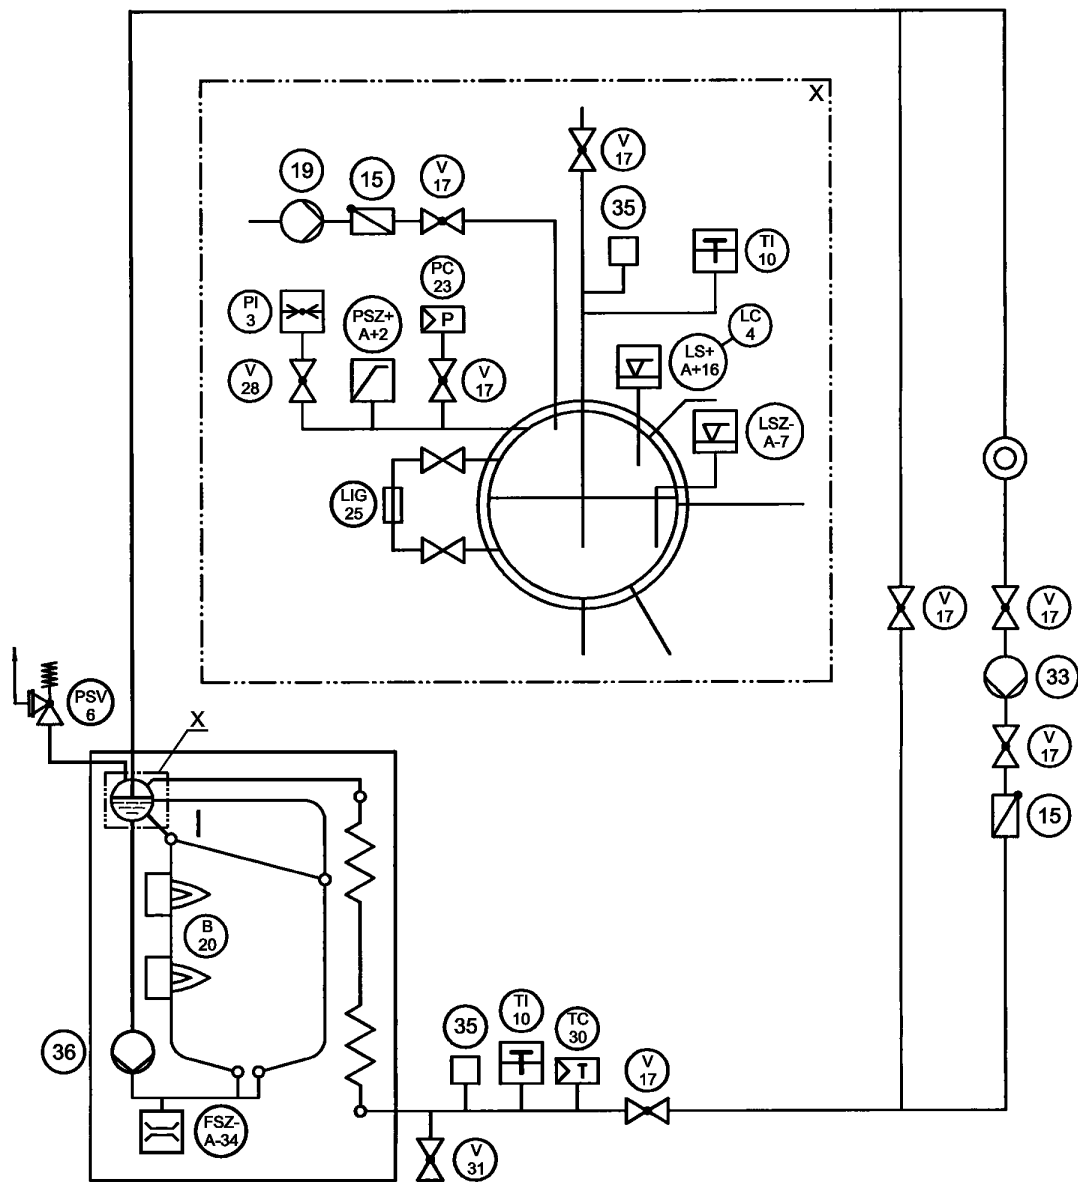 X
V
17
19
15
V
17
35
TI
10
PC
23
PI
3
PSZ+
A+2
P
LC
4
LS+
A+16
V
28
V
17
LSZ-
A-7
LIG
25
V
17
V
17
PSV
6
33
X
V
17
15
B
20
36
35
TI
10
TC
30
T
T
T
V
17
FSZ-
A-34
V
31